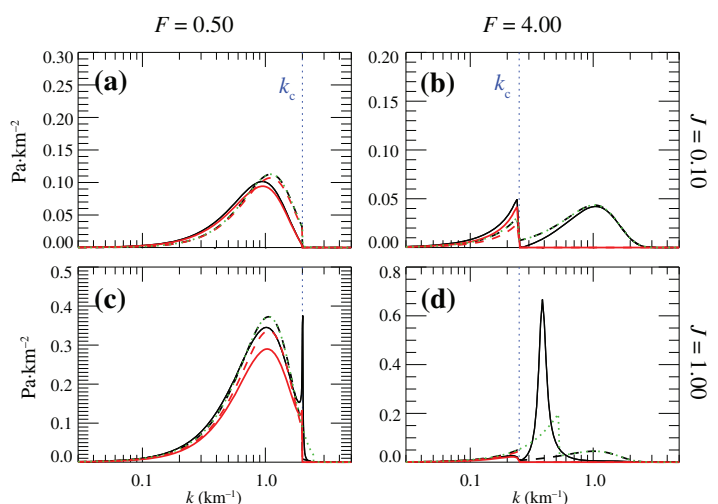 F = 0.50
F = 4.00
(a)
k_c
0.30
0.25
0.20
0.15
0.10
0.05
0.00
Pa·km⁻²
(b)
k_c
0.20
0.15
0.10
0.05
0.00
J = 0.10
(c)
0.5
0.4
0.3
0.2
0.1
0.0
Pa·km⁻²
0.1
1.0
k (km⁻¹)
(d)
0.8
0.6
0.4
0.2
0.0
0.1
1.0
k (km⁻¹)
J = 1.00